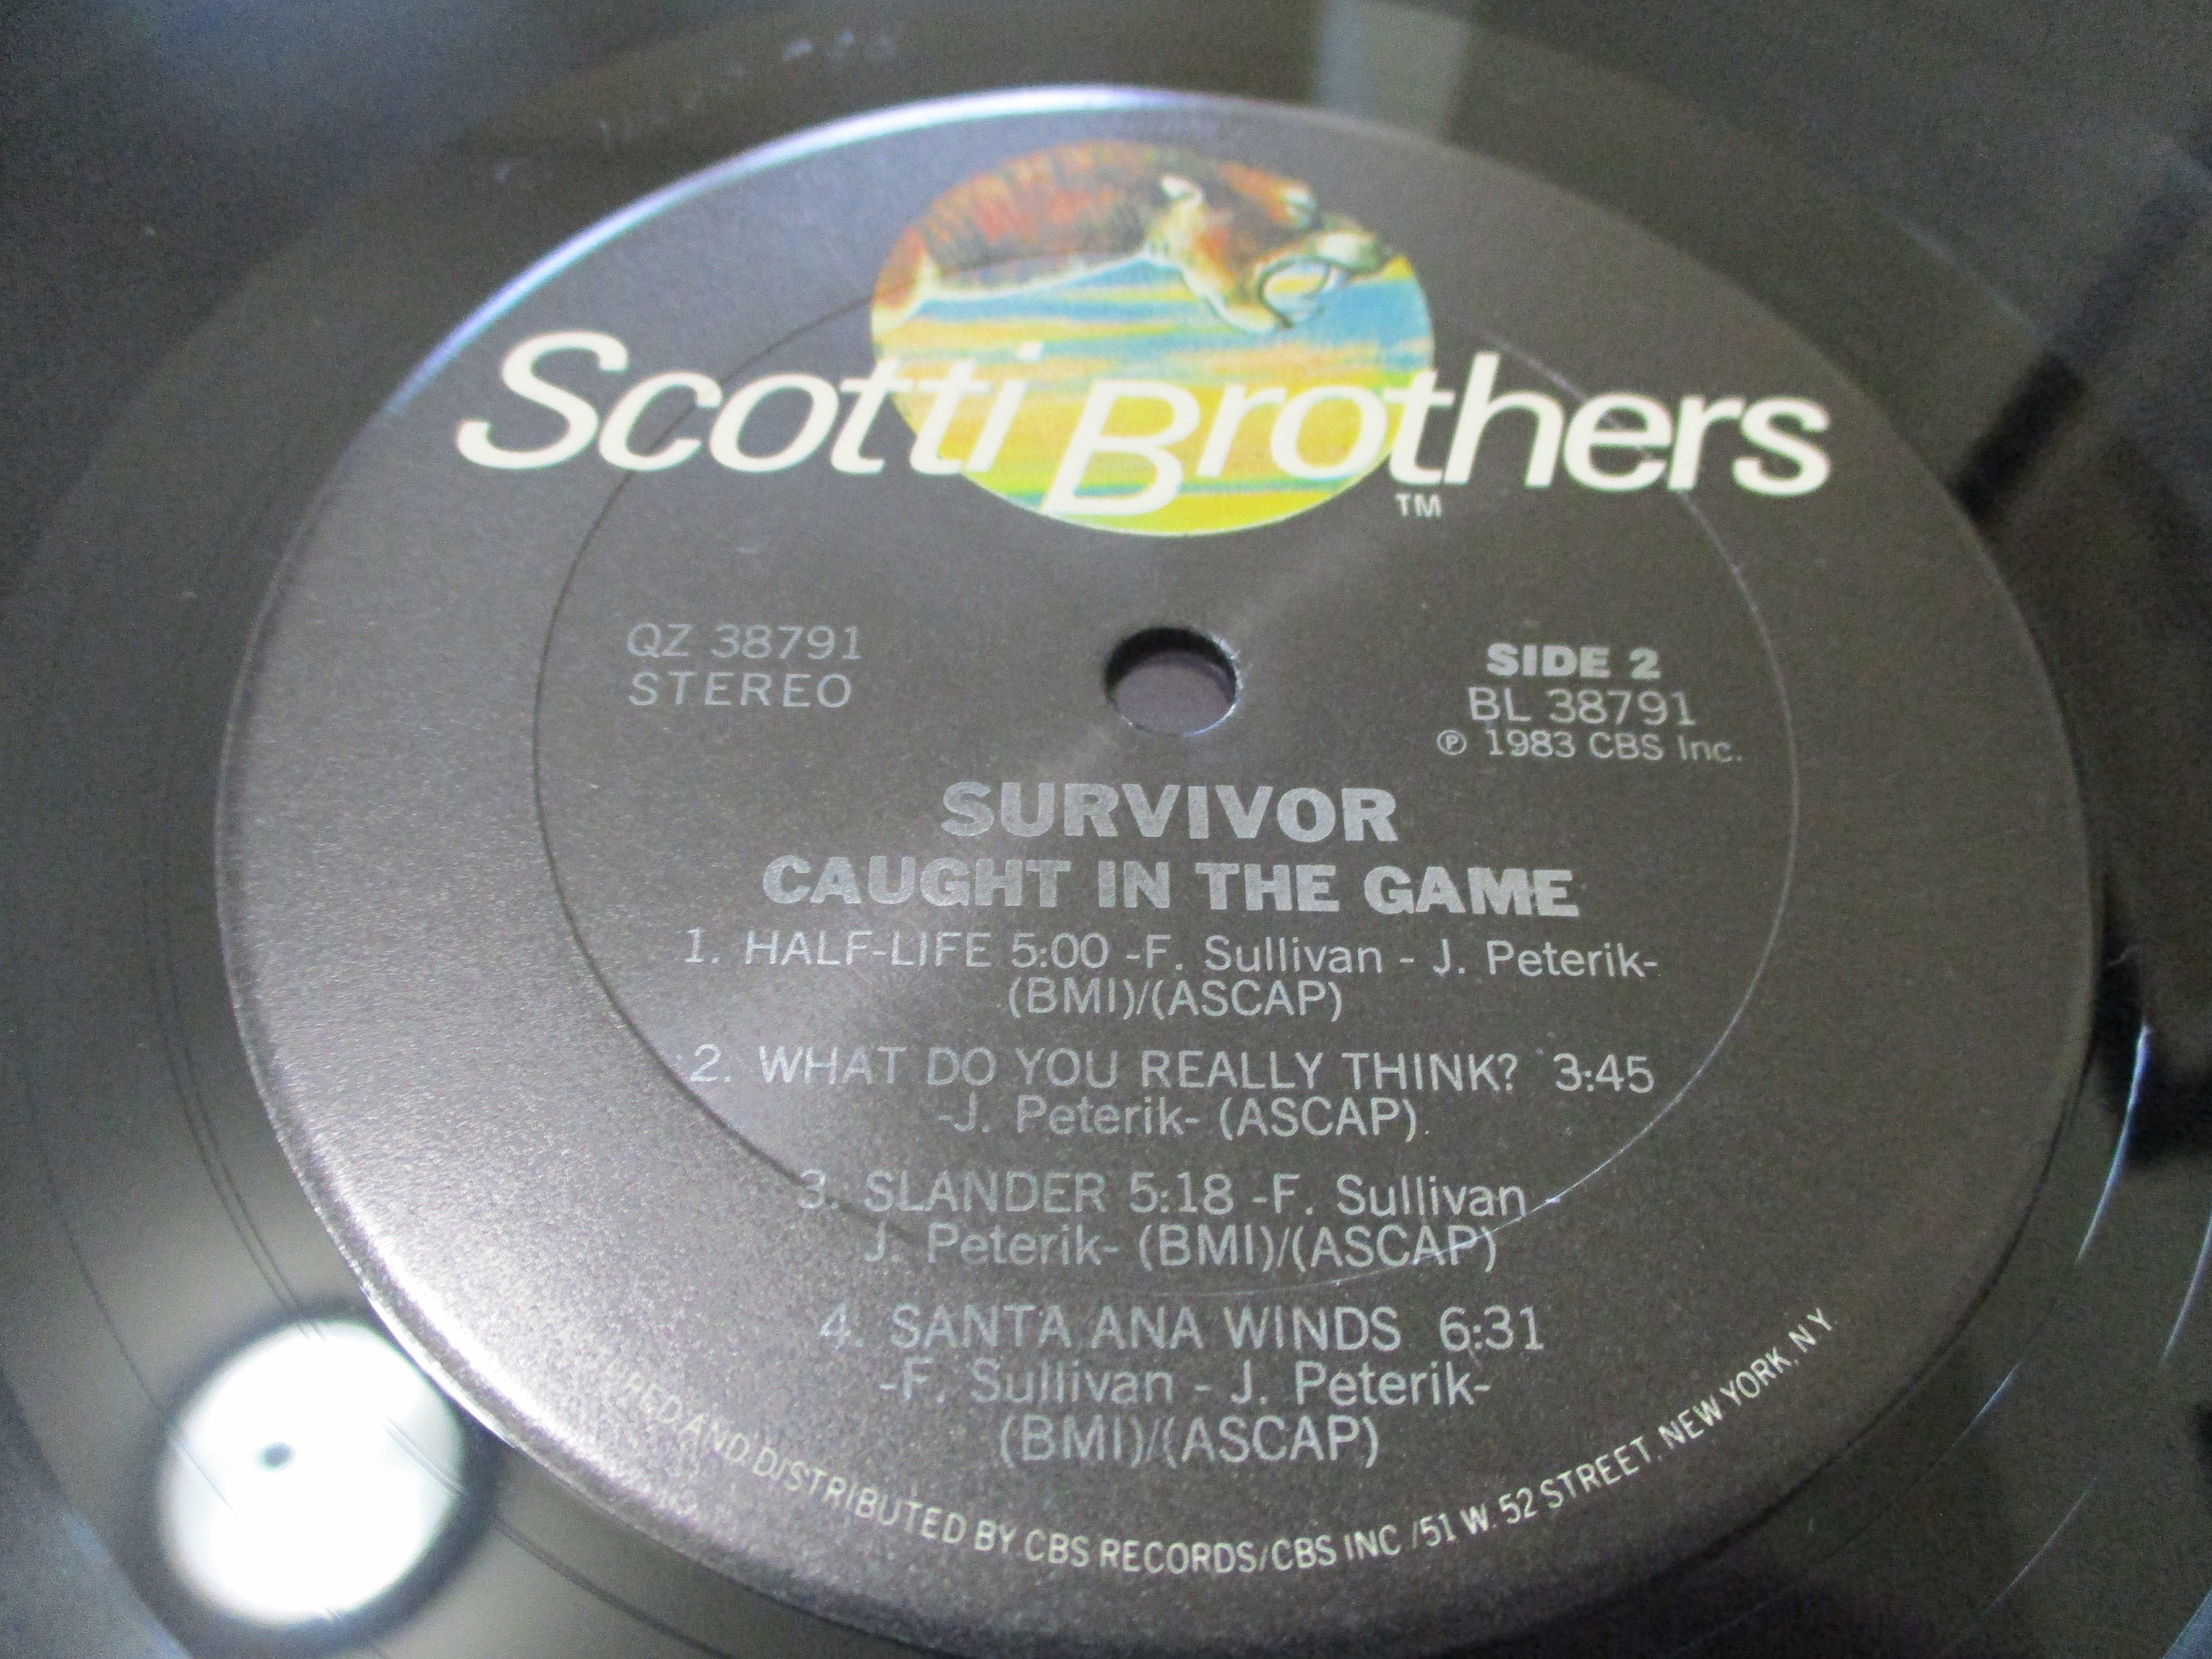 Scotti Brothers
TM
QZ 38791
STEREO
SIDE 2
BL 38791
℗ 1983 CBS Inc.
SURVIVOR
CAUGHT IN THE GAME
1. HALF-LIFE 5:00 -F. Sullivan - J. Peterik-
(BMI)/(ASCAP)
2. WHAT DO YOU REALLY THINK? 3:45
-J. Peterik- (ASCAP)
3. SLANDER 5:18 -F. Sullivan
J. Peterik- (BMI)/(ASCAP)
4. SANTA ANA WINDS 6:31
-F. Sullivan - J. Peterik-
(BMI)/(ASCAP)
AND DISTRIBUTED BY CBS RECORDS/CBS INC /51 W. 52 STREET, NEW YORK, N.Y.